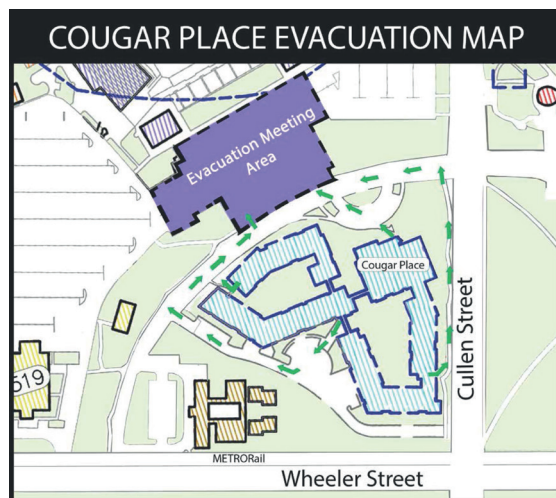 COUGAR PLACE EVACUATION MAP
Evacuation Meeting
Area
Cougar Place
519
Cullen Street
METRORail
Wheeler Street